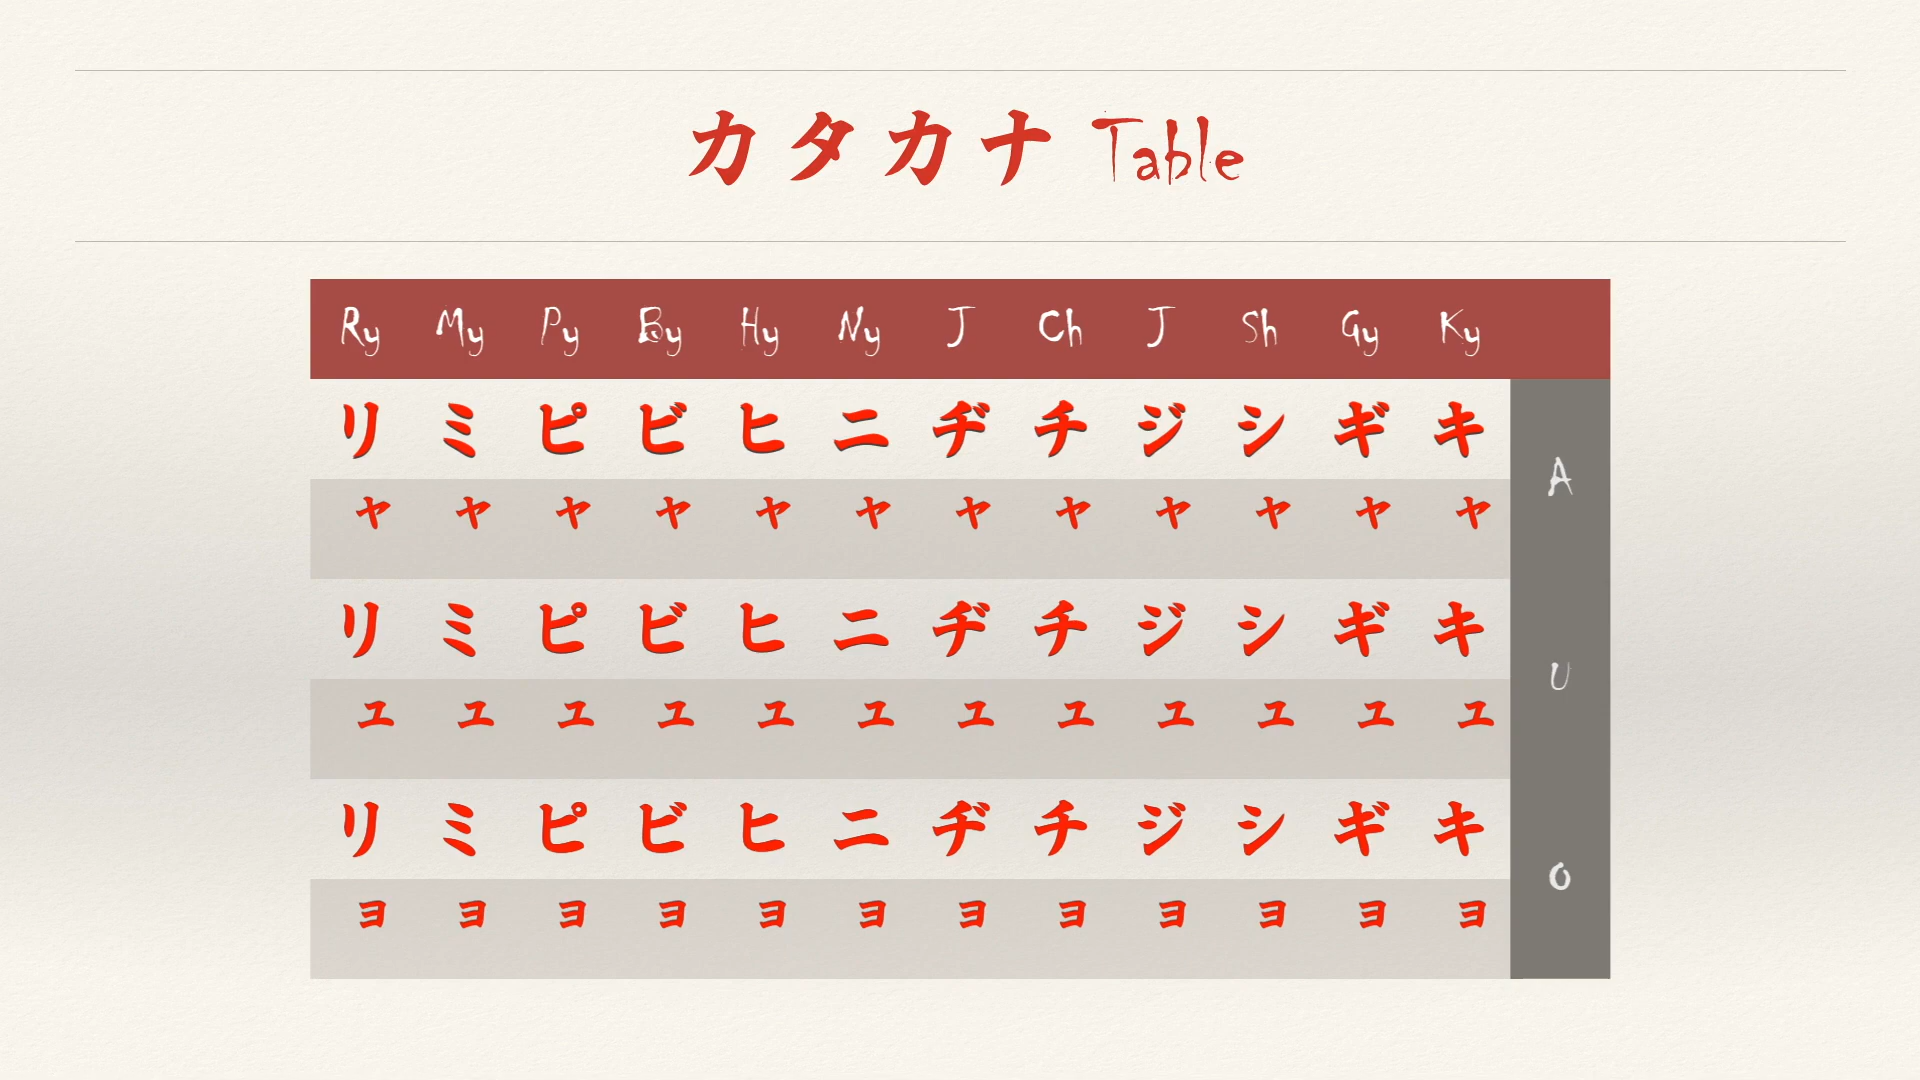 カタカナ Table
Ry My Py By Hy Ny J Ch J Sh Gy Ky
リ ミ ピ ビ ヒ ニ ヂ チ ジ シ ギ キ
ャ ャ ャ ャ ャ ャ ャ ャ ャ ャ ャ ャ
A
リ ミ ピ ビ ヒ ニ ヂ チ ジ シ ギ キ
ュ ュ ュ ュ ュ ュ ュ ュ ュ ュ ュ ュ
U
リ ミ ピ ビ ヒ ニ ヂ チ ジ シ ギ キ
ョ ョ ョ ョ ョ ョ ョ ョ ョ ョ ョ ョ
O